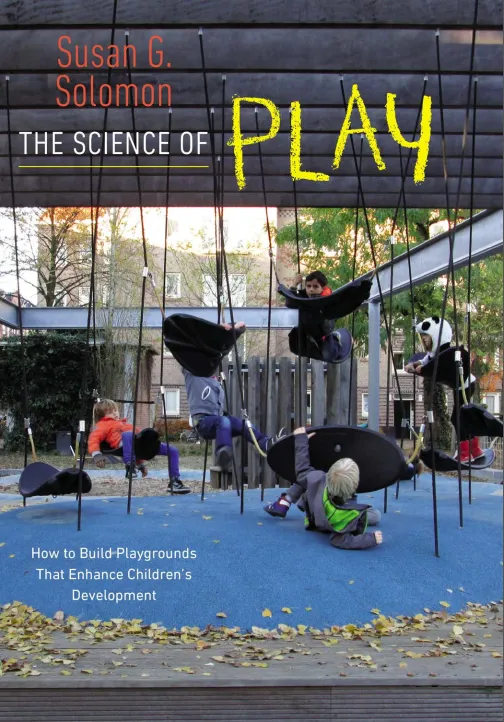 Susan G.
Solomon
THE SCIENCE OF PLAY
How to Build Playgrounds
That Enhance Children's
Development